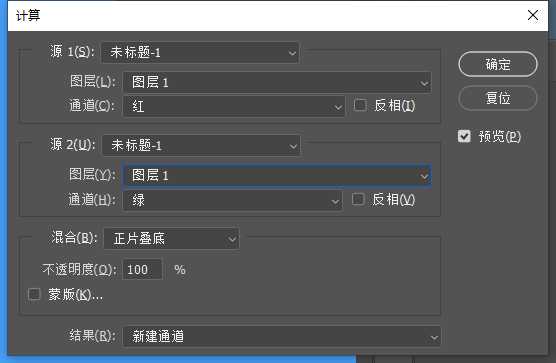 计算
源 1(S): 未标题-1
确定
图层(L): 图层 1
通道(C): 红 反相(I)
复位
源 2(U): 未标题-1
预览(P)
图层(Y): 图层 1
通道(H): 绿 反相(V)
混合(B): 正片叠底
不透明度(O): 100 %
蒙版(K)...
结果(R): 新建通道